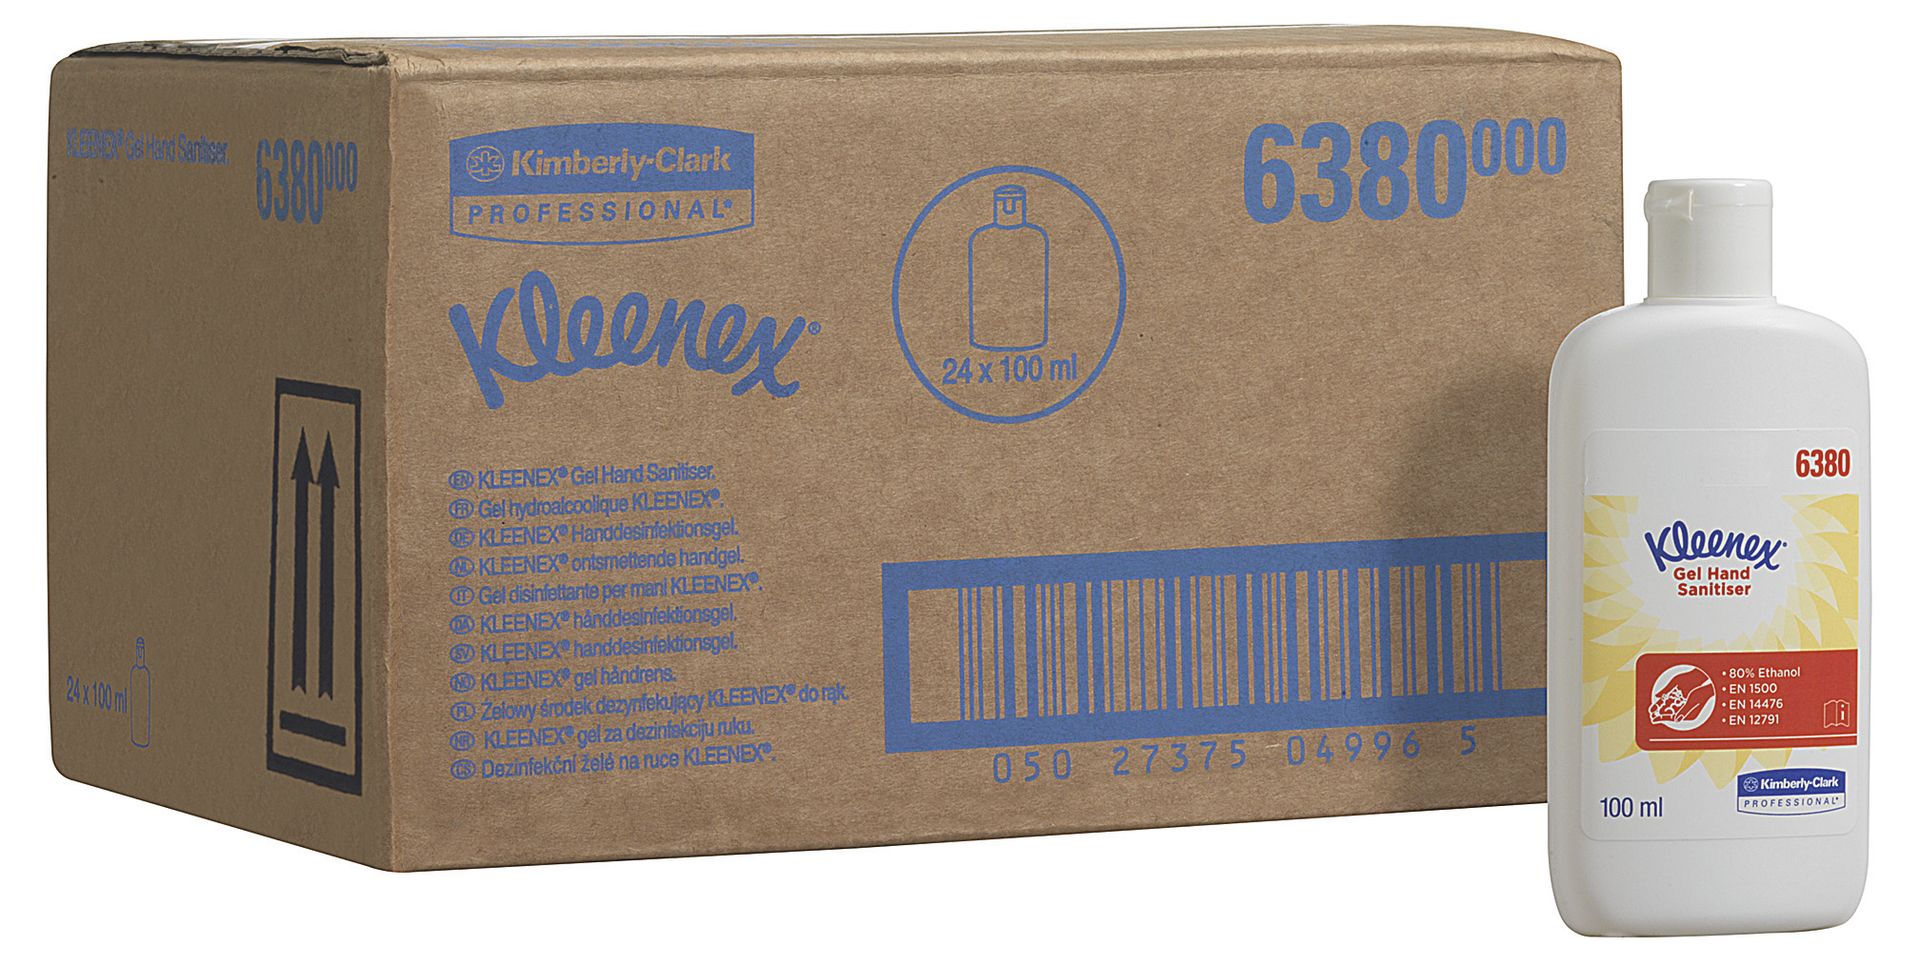 KLEENEX® Gel Hand Sanitiser.
6380000
24 x 100 ml
Kimberly-Clark
PROFESSIONAL*
Kleenex®
24 x 100 ml
6380000
EN KLEENEX® Gel Hand Sanitiser.
FR Gel hydroalcoolique KLEENEX®.
DE KLEENEX® Handdesinfektionsgel.
NL KLEENEX® ontsmettende handgel.
IT Gel disinfettante per mani KLEENEX®.
DA KLEENEX® hånddesinfektionsgel.
SV KLEENEX® handdesinfektionsgel.
NO KLEENEX® gel håndrens.
PL Żelowy środek dezynfekujący KLEENEX® do rąk.
HR KLEENEX® gel za dezinfekciju ruku.
CS Dezinfekční želé na ruce KLEENEX®.
050 27375 04996 5
6380
Kleenex®
Gel Hand
Sanitiser
• 80% Ethanol
• EN 1500
• EN 14476
• EN 12791
i
100 ml
Kimberly-Clark
PROFESSIONAL*